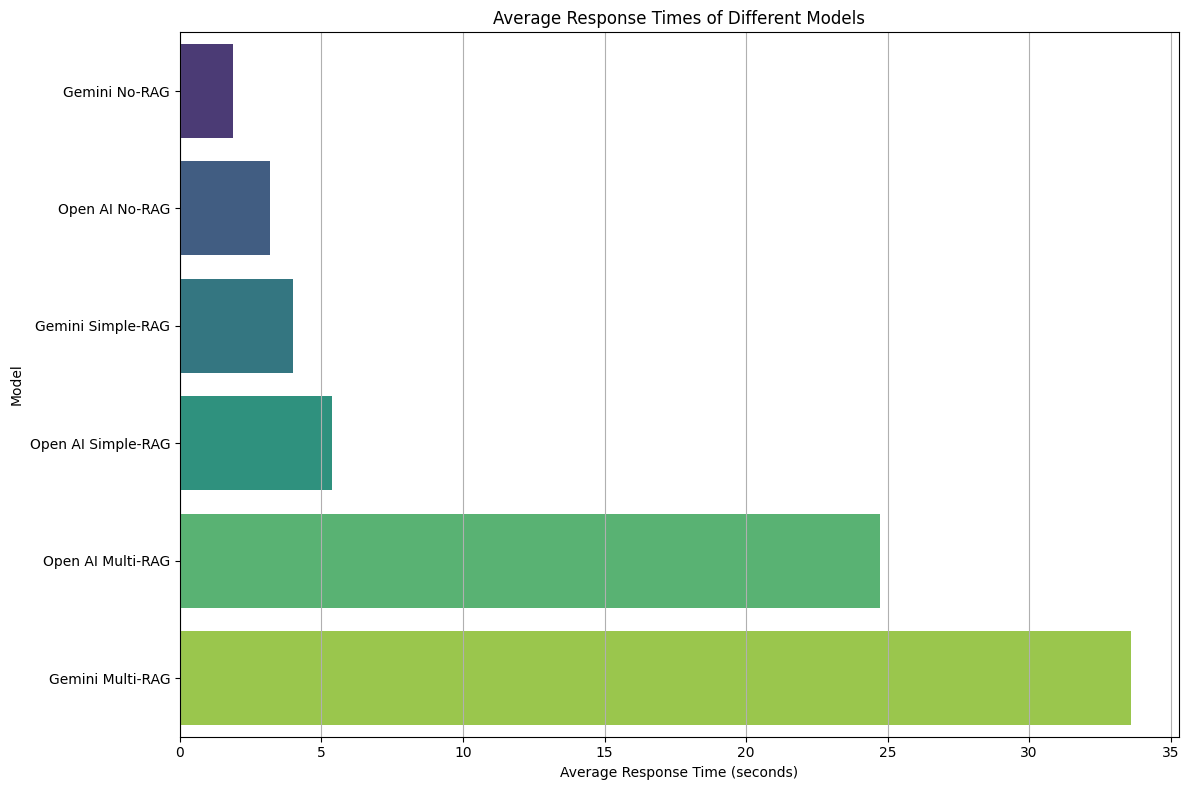 Average Response Times of Different Models
Gemini No-RAG
Open AI No-RAG
Gemini Simple-RAG
Open AI Simple-RAG
Open AI Multi-RAG
Gemini Multi-RAG
Model
0 5 10 15 20 25 30 35
Average Response Time (seconds)